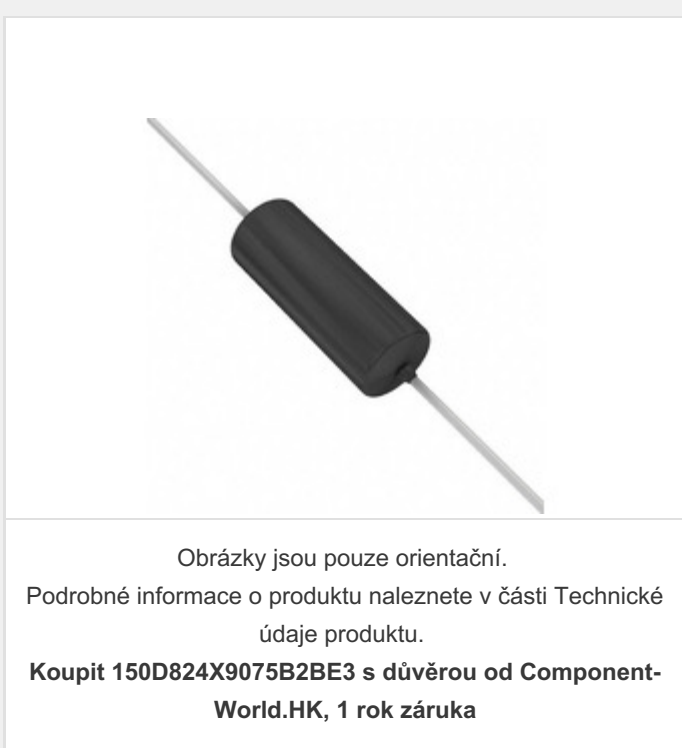 Obrázky jsou pouze orientační.
Podrobné informace o produktu naleznete v části Technické
údaje produktu.
Koupit 150D824X9075B2BE3 s důvěrou od Component-
World.HK, 1 rok záruka